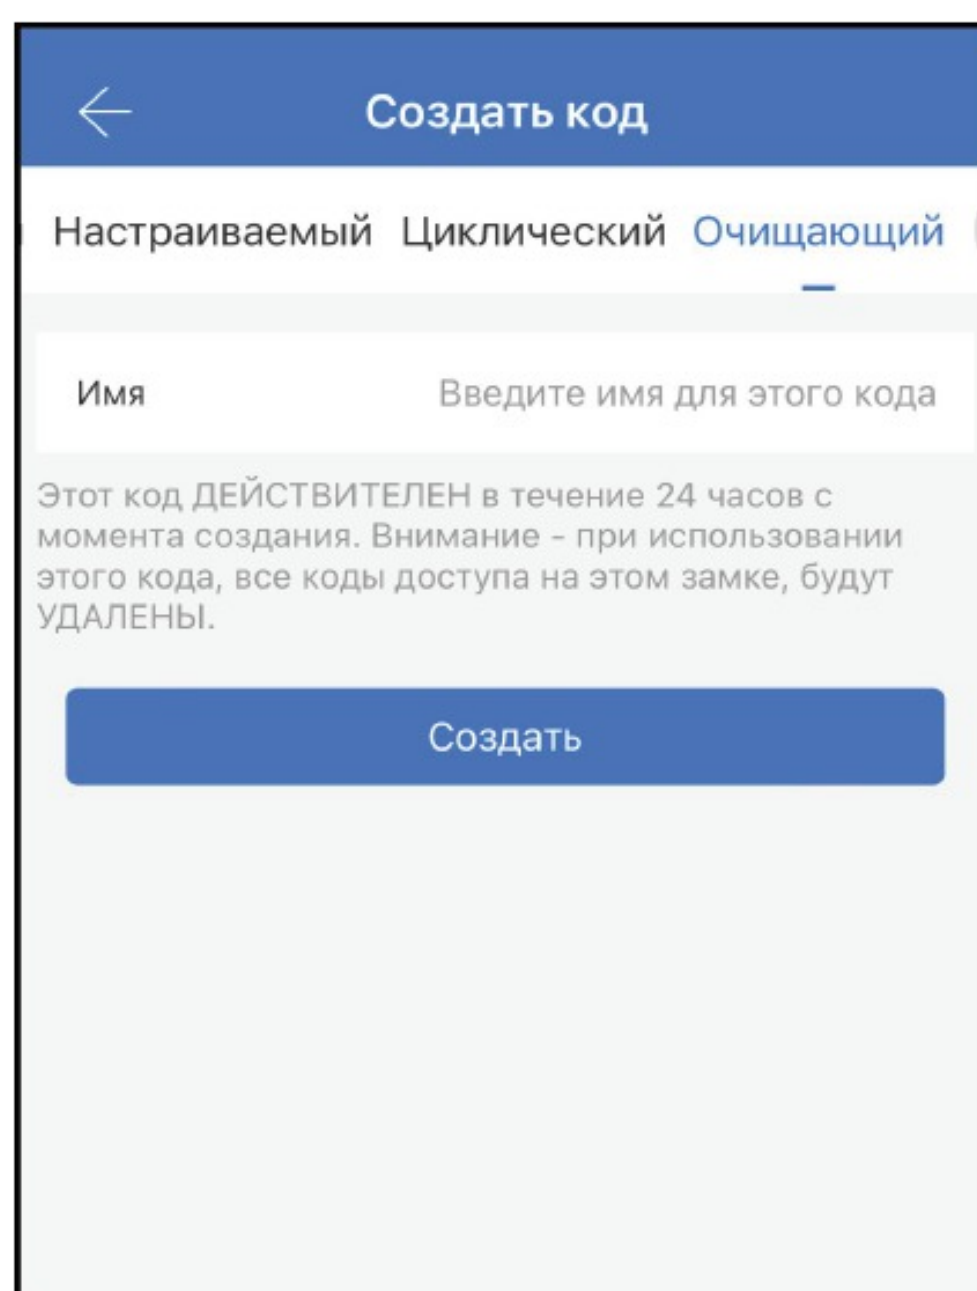 Создать код
Настраиваемый Циклический Очищающий
Имя Введите имя для этого кода
Этот код ДЕЙСТВИТЕЛЕН в течение 24 часов с
момента создания. Внимание - при использовании
этого кода, все коды доступа на этом замке, будут
УДАЛЕНЫ.
Создать